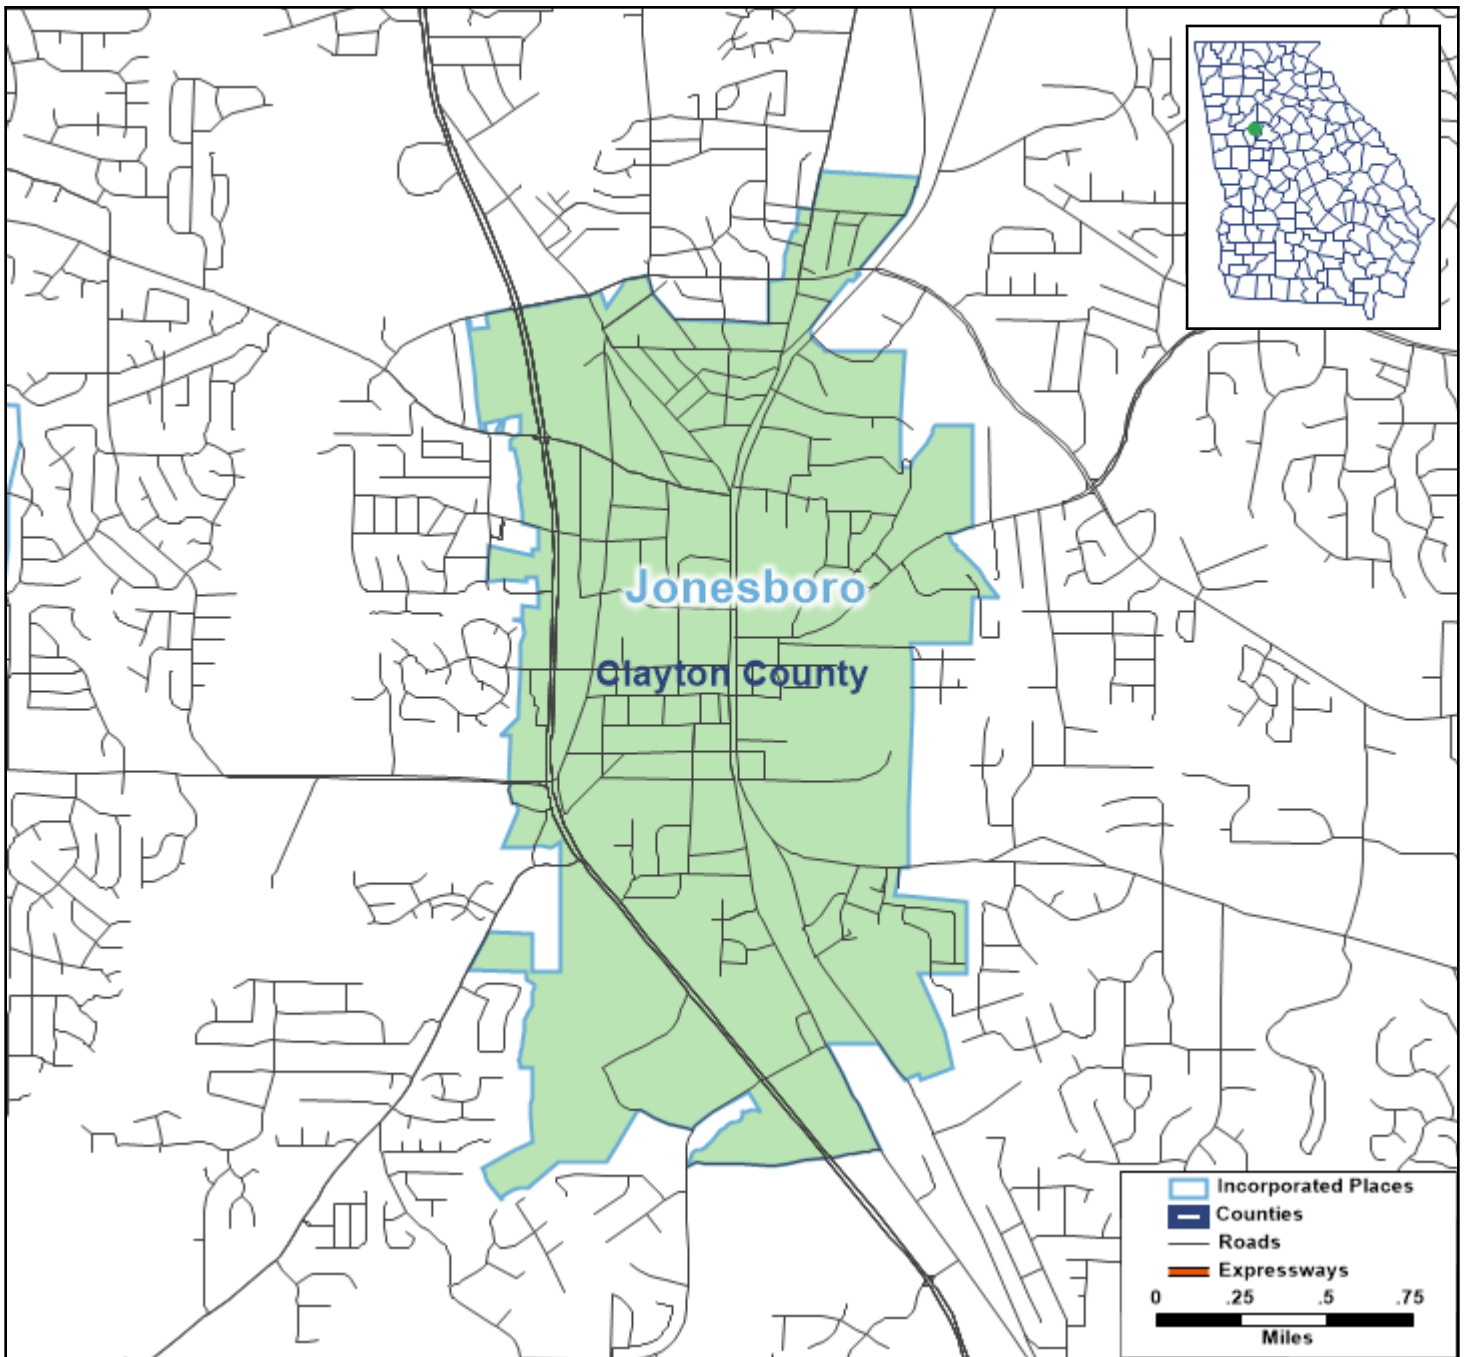 Jonesboro
Clayton County
Incorporated Places
Counties
Roads
Expressways
0 .25 .5 .75
Miles